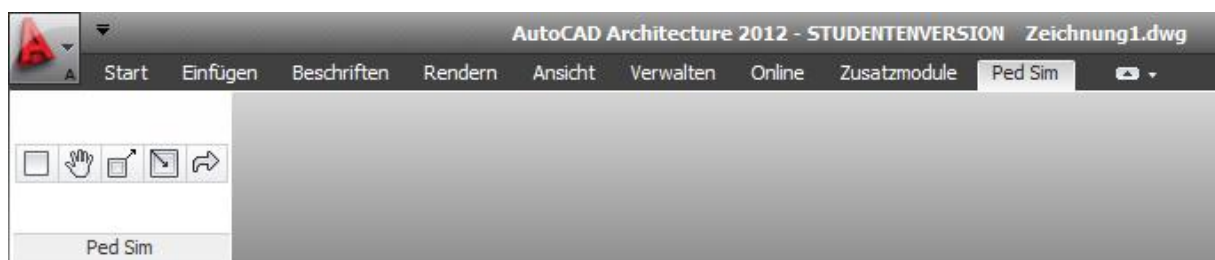 AutoCAD Architecture 2012 - STUDENTENVERSION Zeichnung1.dwg
A Start Einfügen Beschriften Rendern Ansicht Verwalten Online Zusatzmodule Ped Sim
Ped Sim